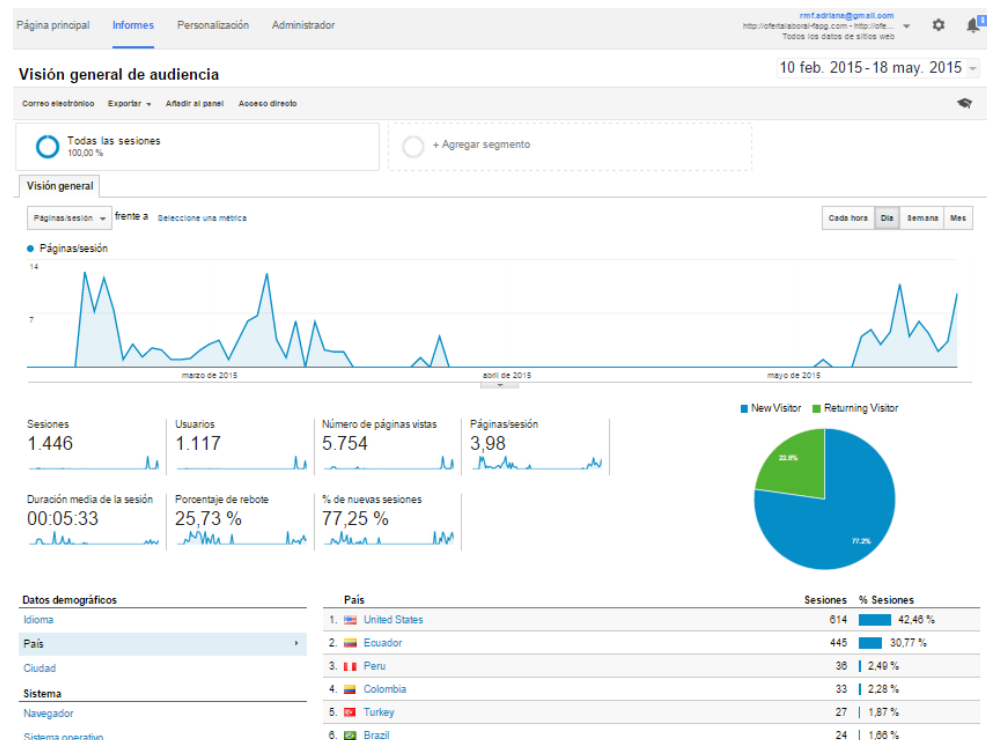 Página principal Informes Personalización Administrador
rmf.adriana@gmail.com
http://ofertalaboral-fapg.com - http://ofe...
Todos los datos de sitios web
Visión general de audiencia
10 feb. 2015 - 18 may. 2015
Correo electrónico Exportar Añadir al panel Acceso directo
Todas las sesiones
100,00 %
+ Agregar segmento
Visión general
Páginas/sesión frente a Seleccione una métrica
Cada hora Día Semana Mes
Páginas/sesión
14
7
marzo de 2015 abril de 2015 mayo de 2015
New Visitor Returning Visitor
Sesiones Usuarios Número de páginas vistas Páginas/sesión
1.446 1.117 5.754 3,98
22.8%
77.2%
Duración media de la sesión Porcentaje de rebote % de nuevas sesiones
00:05:33 25,73 % 77,25 %
Datos demográficos
Idioma
País
Ciudad
Sistema
Navegador
Sistema operativo
País Sesiones % Sesiones
1. United States 614 42,46 %
2. Ecuador 445 30,77 %
3. Peru 36 2,49 %
4. Colombia 33 2,28 %
5. Turkey 27 1,87 %
6. Brazil 24 1,66 %